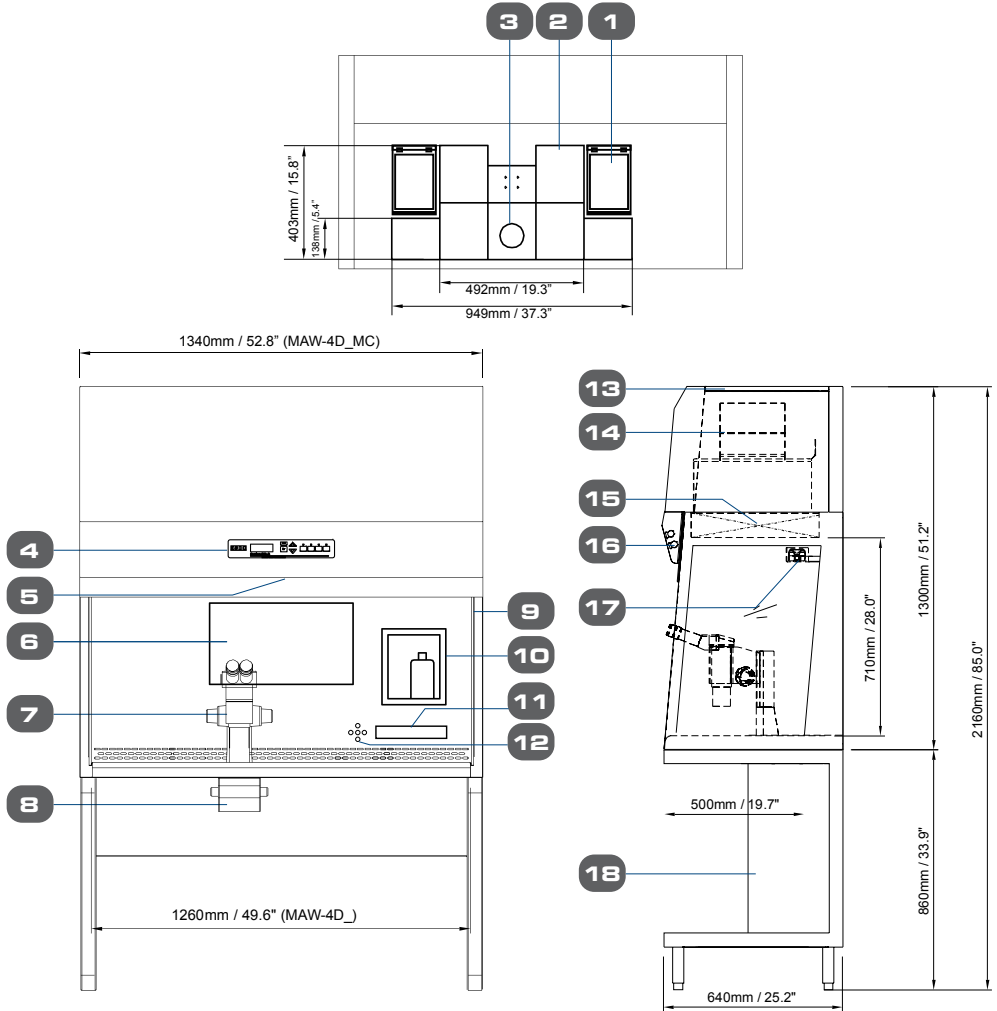 3
2
1
403mm / 15.8"
138mm / 5.4"
492mm / 19.3"
949mm / 37.3"
1340mm / 52.8" (MAW-4D_MC)
4
5
6
7
8
9
10
11
12
1260mm / 49.6" (MAW-4D_)
13
14
15
16
17
18
710mm / 28.0"
1300mm / 51.2"
2160mm / 85.0"
500mm / 19.7"
860mm / 33.9"
640mm / 25.2"